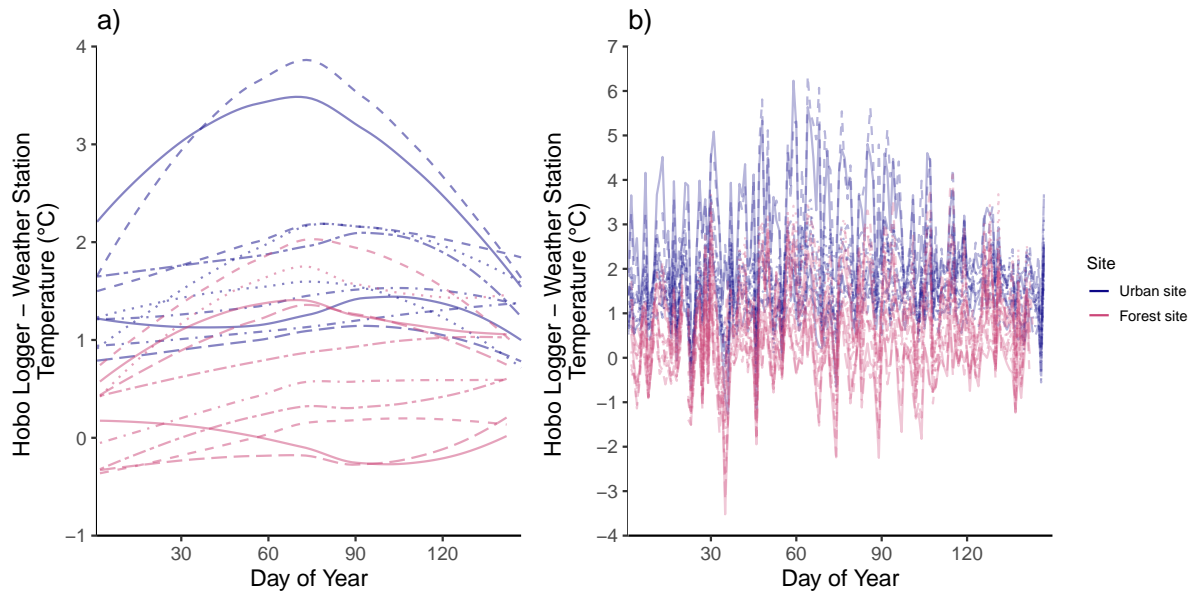 a)
Hobo Logger – Weather Station
Temperature (°C)
4
3
2
1
0
−1
30
60
90
120
Day of Year
b)
Hobo Logger – Weather Station
Temperature (°C)
7
6
5
4
3
2
1
0
−1
−2
−3
−4
30
60
90
120
Day of Year
Site
Urban site
Forest site